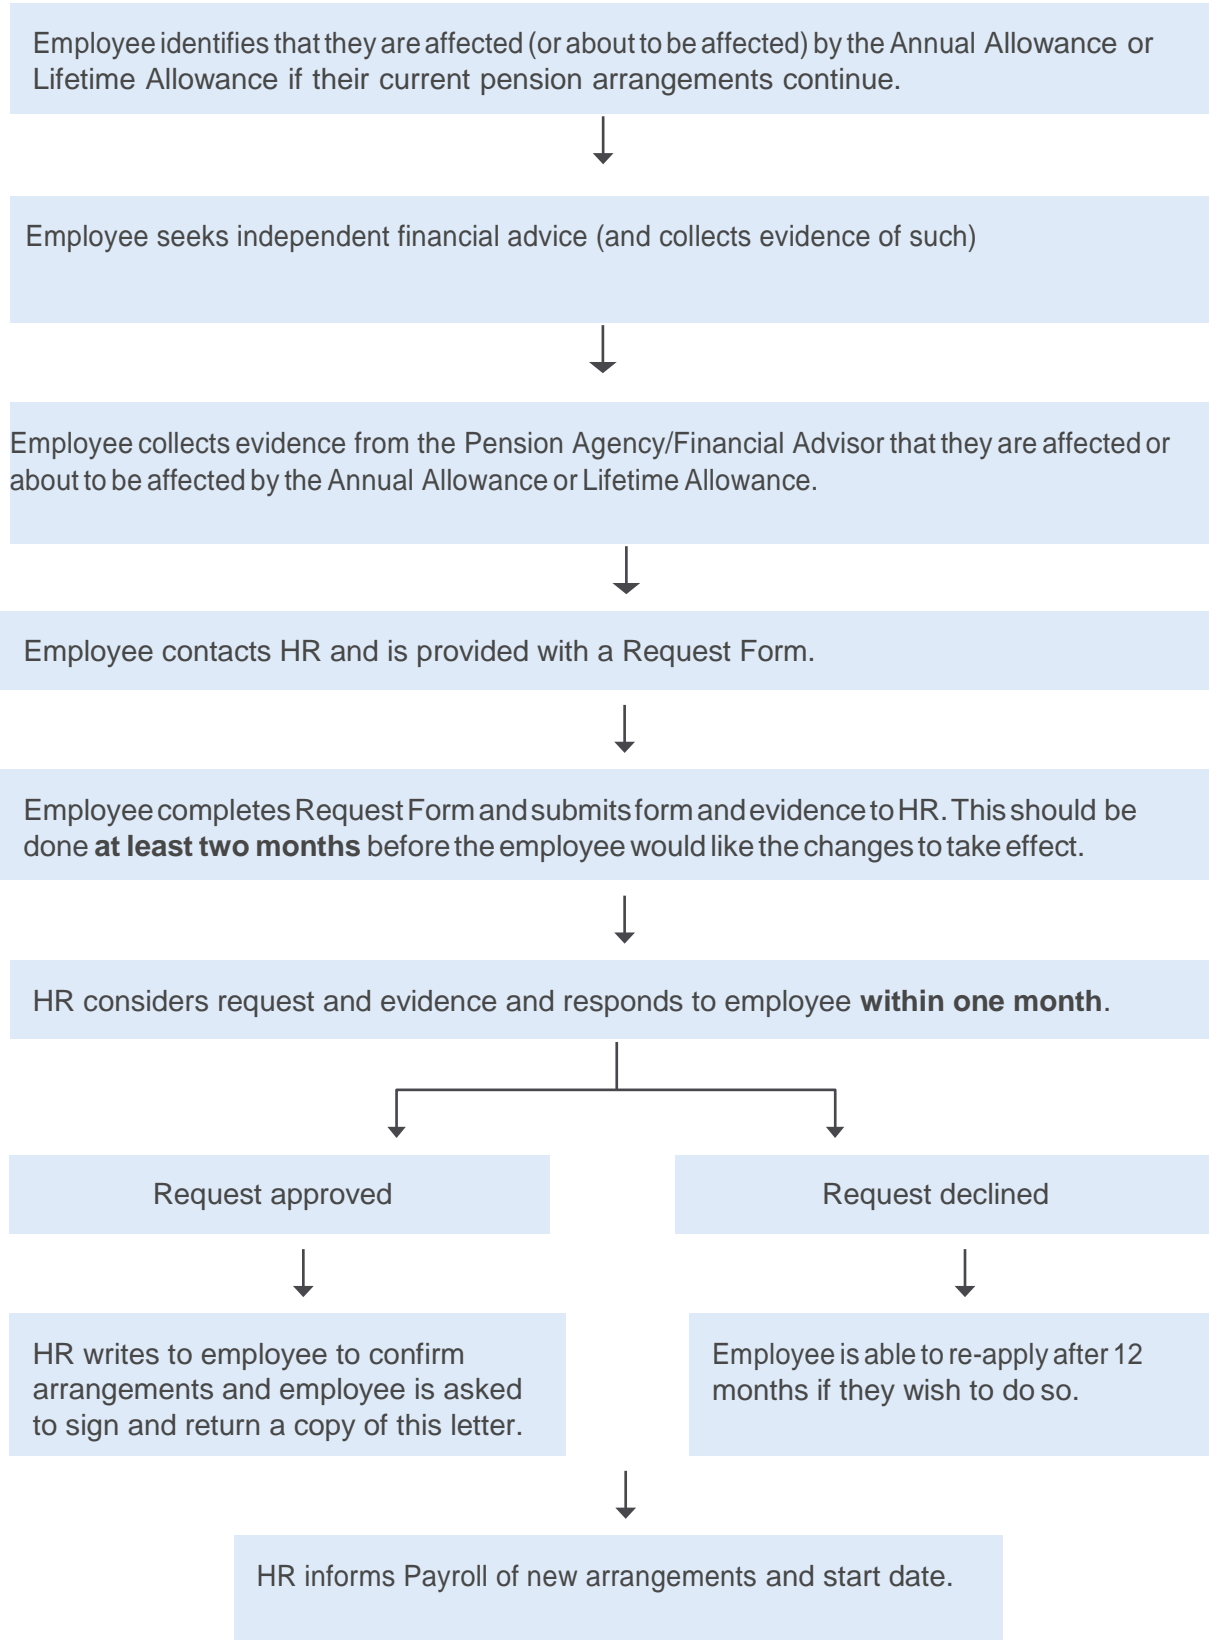 Employee identifies that they are affected (or about to be affected) by the Annual Allowance or
Lifetime Allowance if their current pension arrangements continue.
Employee seeks independent financial advice (and collects evidence of such)
Employee collects evidence from the Pension Agency/Financial Advisor that they are affected or
about to be affected by the Annual Allowance or Lifetime Allowance.
Employee contacts HR and is provided with a Request Form.
Employee completes Request Form and submits form and evidence to HR. This should be
done at least two months before the employee would like the changes to take effect.
HR considers request and evidence and responds to employee within one month.
Request approved
Request declined
HR writes to employee to confirm
arrangements and employee is asked
to sign and return a copy of this letter.
Employee is able to re-apply after 12
months if they wish to do so.
HR informs Payroll of new arrangements and start date.